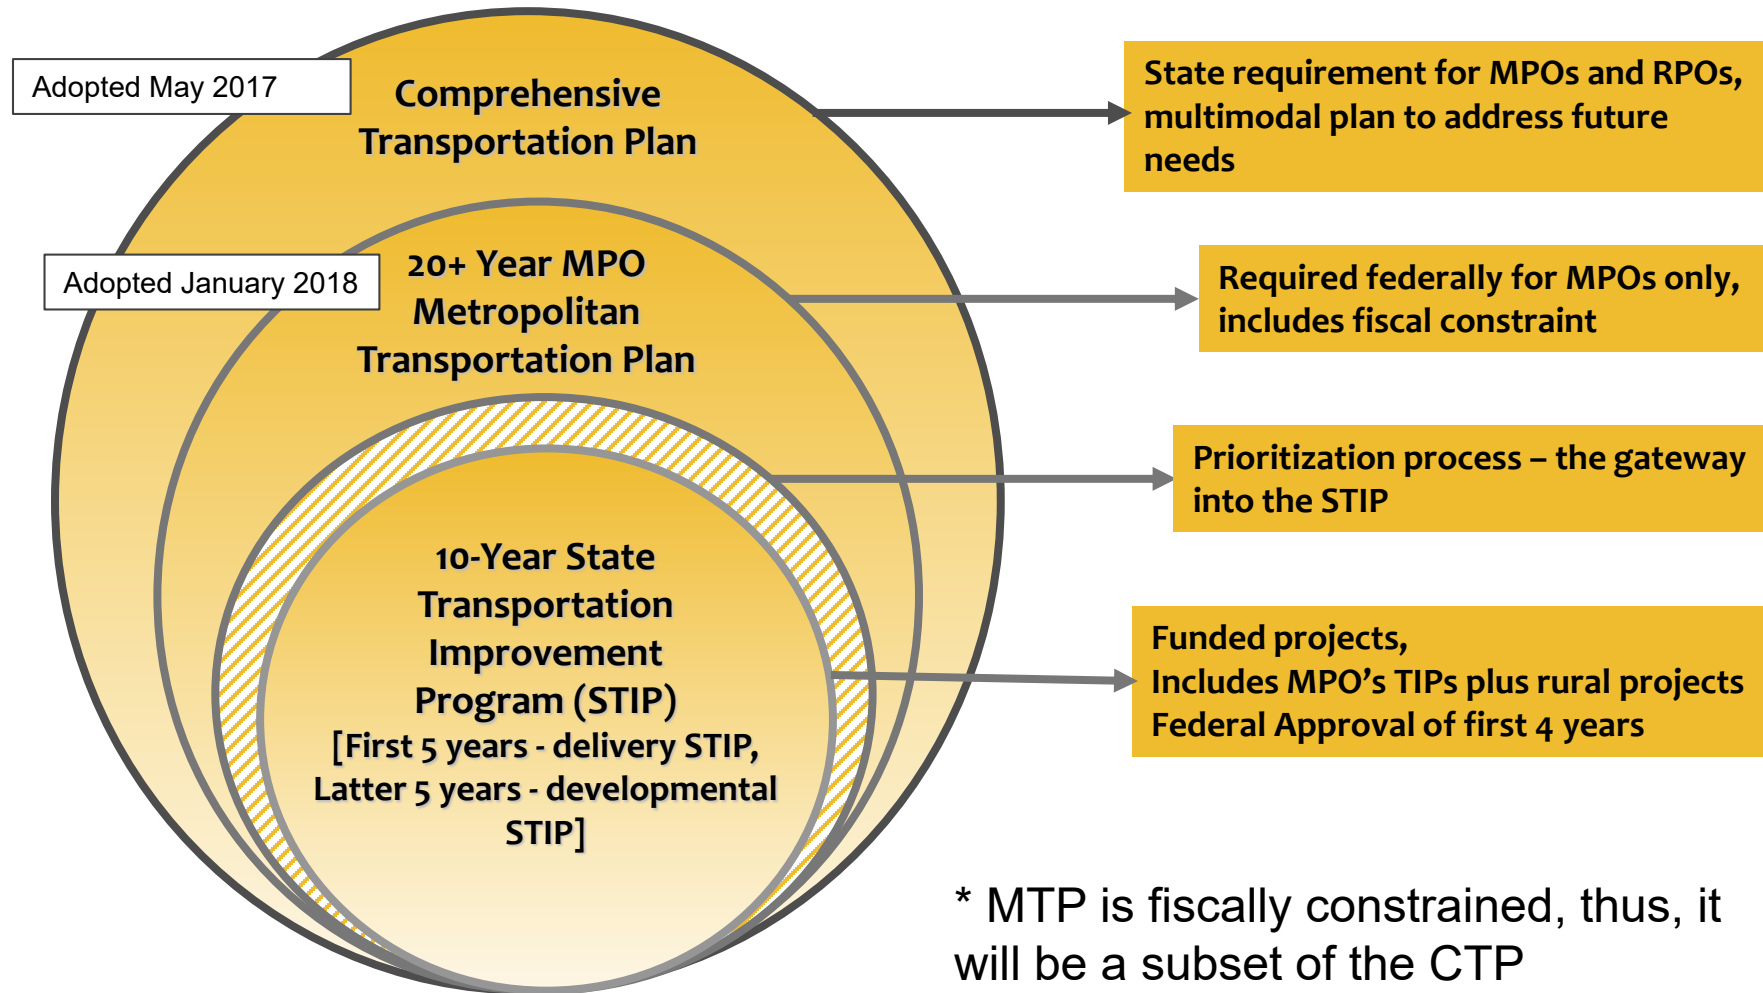 Adopted May 2017
Comprehensive
Transportation Plan
State requirement for MPOs and RPOs,
multimodal plan to address future
needs
Adopted January 2018
20+ Year MPO
Metropolitan
Transportation Plan
Required federally for MPOs only,
includes fiscal constraint
Prioritization process – the gateway
into the STIP
10-Year State
Transportation
Improvement
Program (STIP)
[First 5 years - delivery STIP,
Latter 5 years - developmental
STIP]
Funded projects,
Includes MPO’s TIPs plus rural projects
Federal Approval of first 4 years
* MTP is fiscally constrained, thus, it
will be a subset of the CTP